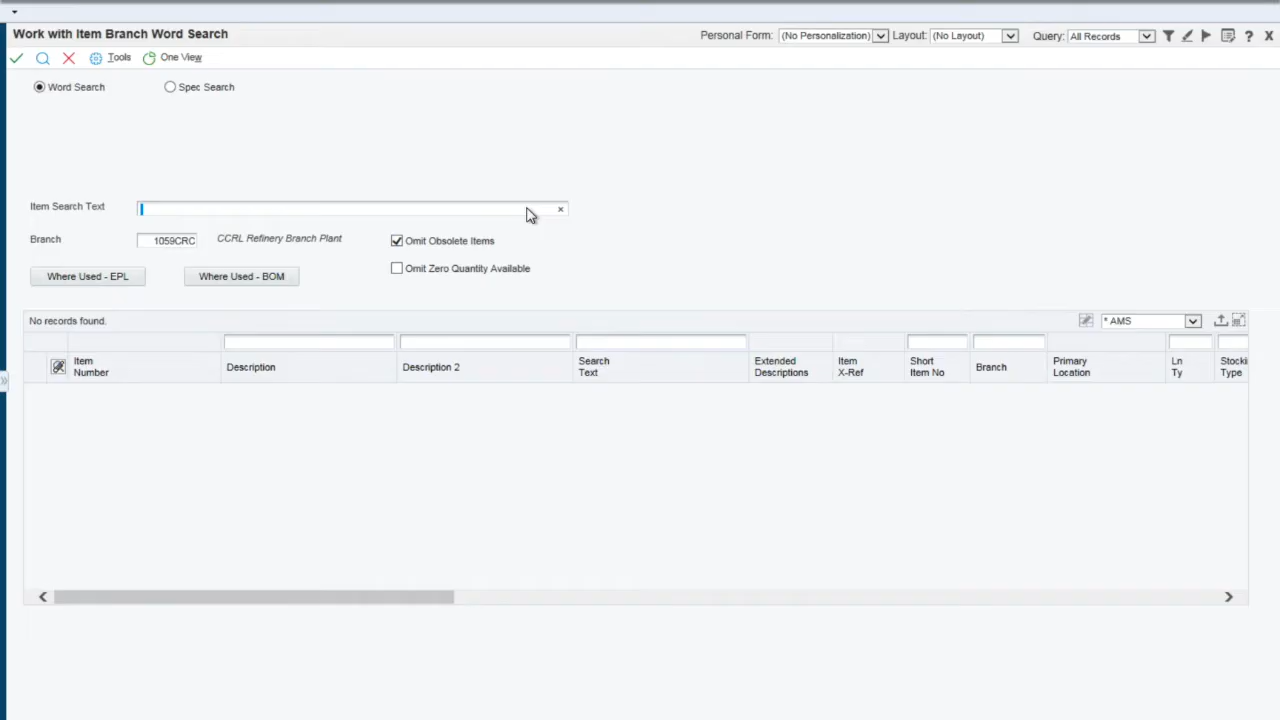 Work with Item Branch Word Search
Personal Form: (No Personalization) Layout: (No Layout) Query: All Records
Tools One View
Word Search Spec Search
Item Search Text
Branch 1059CRC CCRL Refinery Branch Plant Omit Obsolete Items
Omit Zero Quantity Available
Where Used - EPL Where Used - BOM
No records found. * AMS
Item Number Description Description 2 Search Text Extended Descriptions Item X-Ref Short Item No Branch Primary Location Ln Ty Stocki Type